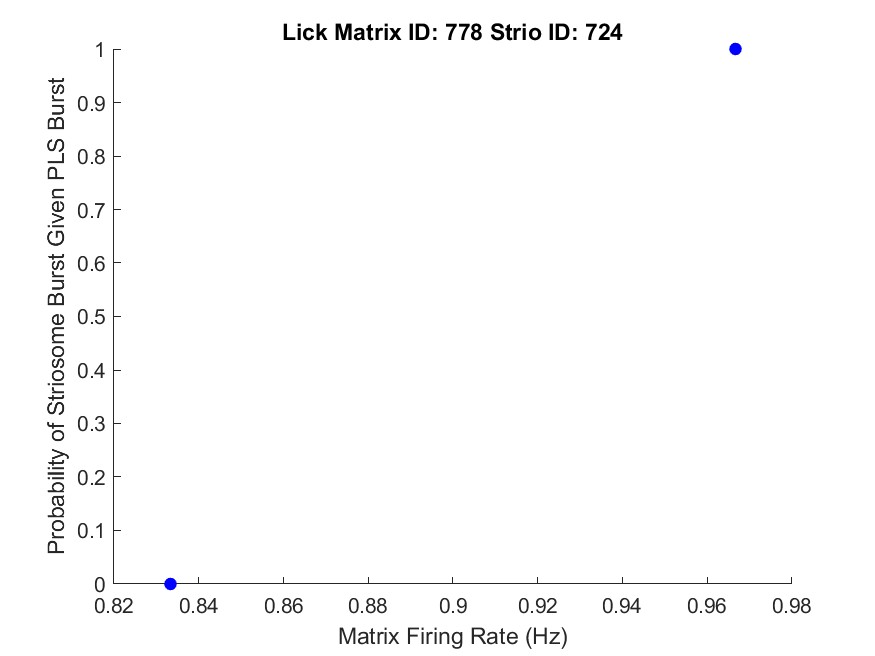 Lick Matrix ID: 778 Strio ID: 724
Probability of Striosome Burst Given PLS Burst
1
0.9
0.8
0.7
0.6
0.5
0.4
0.3
0.2
0.1
0
0.82 0.84 0.86 0.88 0.9 0.92 0.94 0.96 0.98
Matrix Firing Rate (Hz)